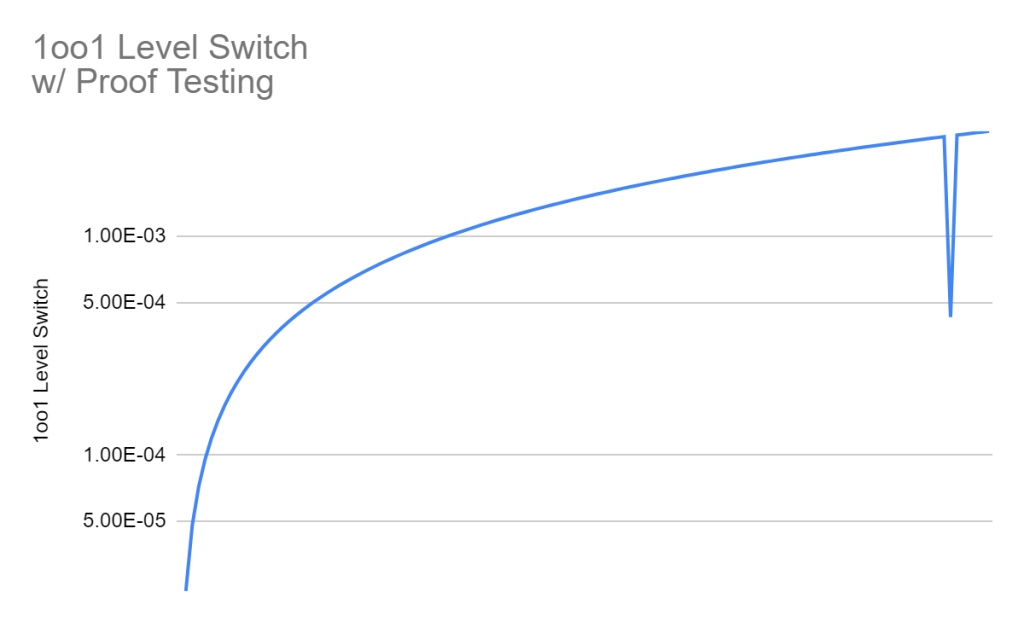 1oo1 Level Switch
w/ Proof Testing
1.00E-03
5.00E-04
1oo1 Level Switch
1.00E-04
5.00E-05